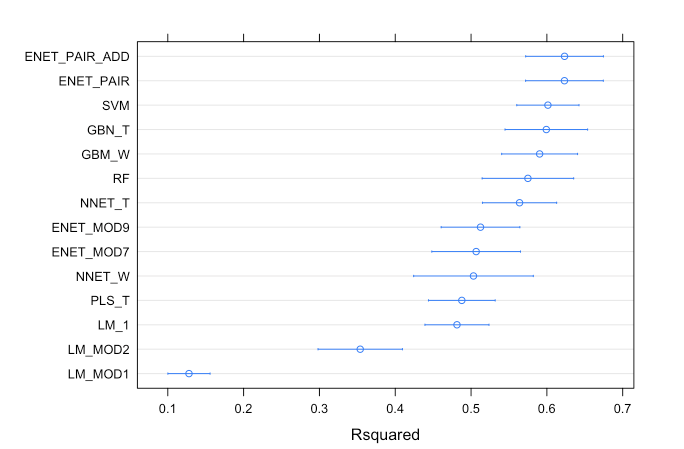 ENET_PAIR_ADD
ENET_PAIR
SVM
GBN_T
GBM_W
RF
NNET_T
ENET_MOD9
ENET_MOD7
NNET_W
PLS_T
LM_1
LM_MOD2
LM_MOD1
0.1 0.2 0.3 0.4 0.5 0.6 0.7
Rsquared